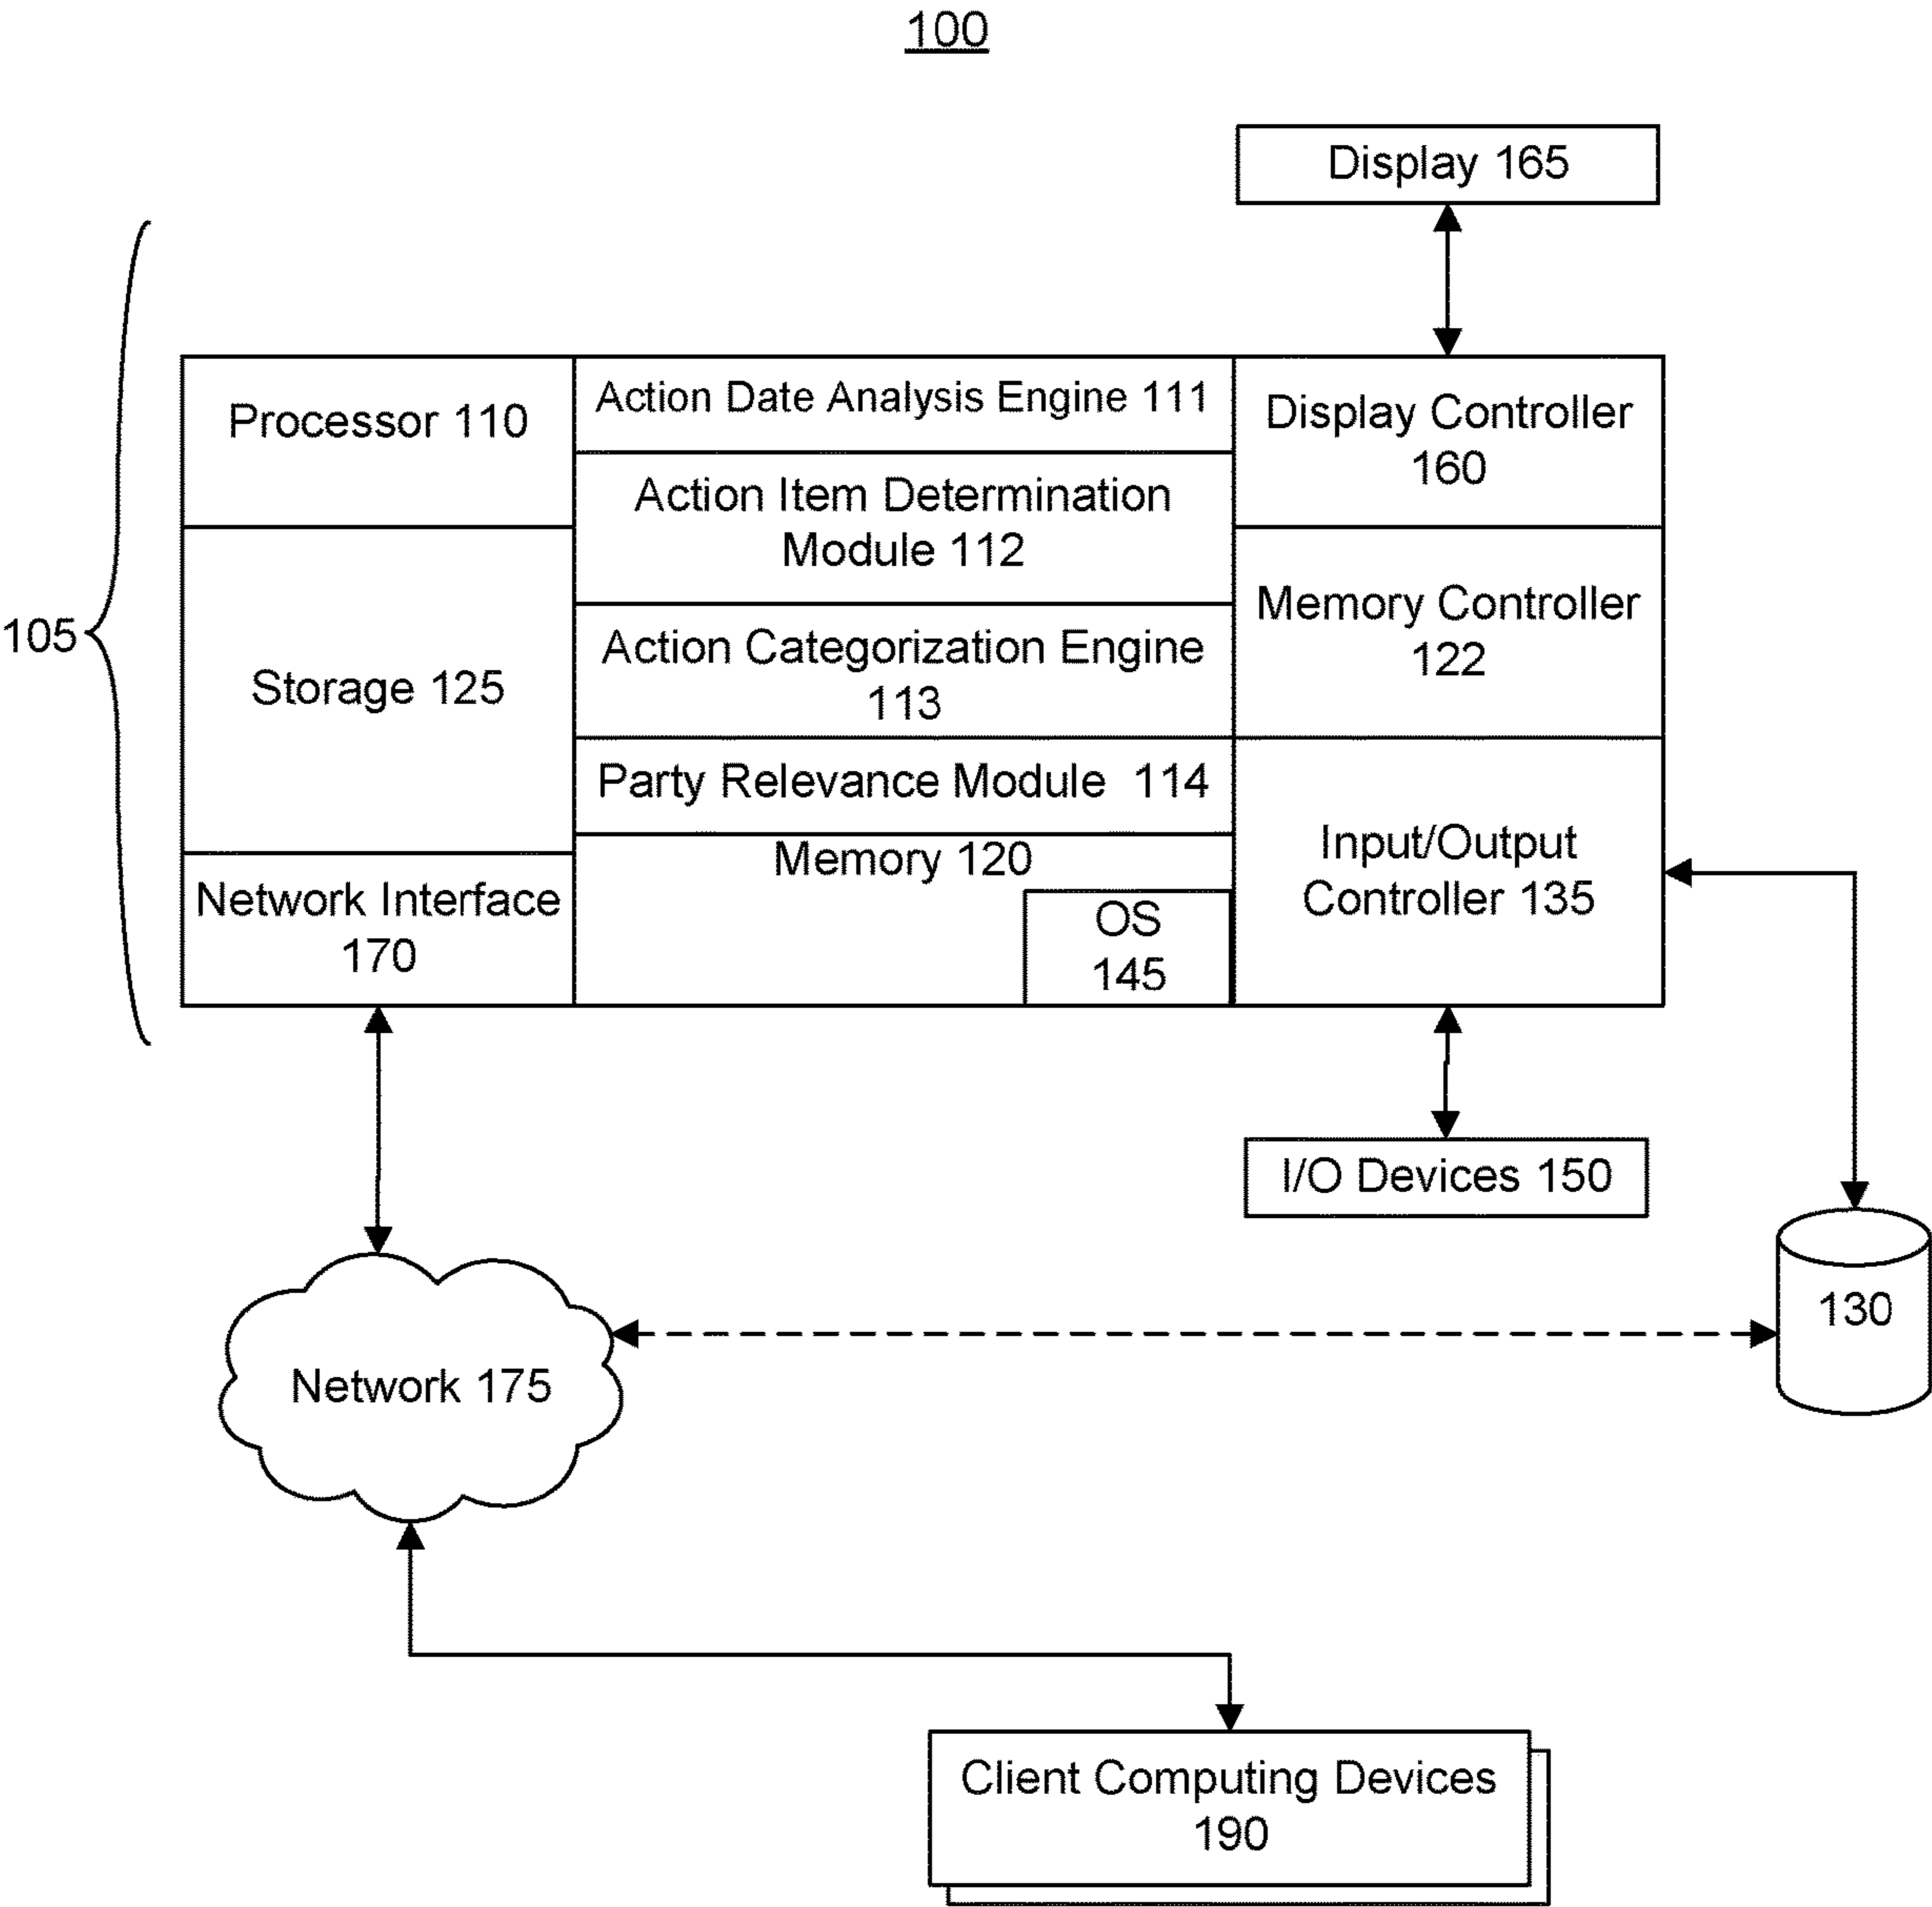 100
Display 165
105
Processor 110
Storage 125
Network Interface
170
Action Date Analysis Engine 111
Action Item Determination
Module 112
Action Categorization Engine
113
Party Relevance Module 114
Memory 120
OS
145
Display Controller
160
Memory Controller
122
Input/Output
Controller 135
I/O Devices 150
130
Network 175
Client Computing Devices
190